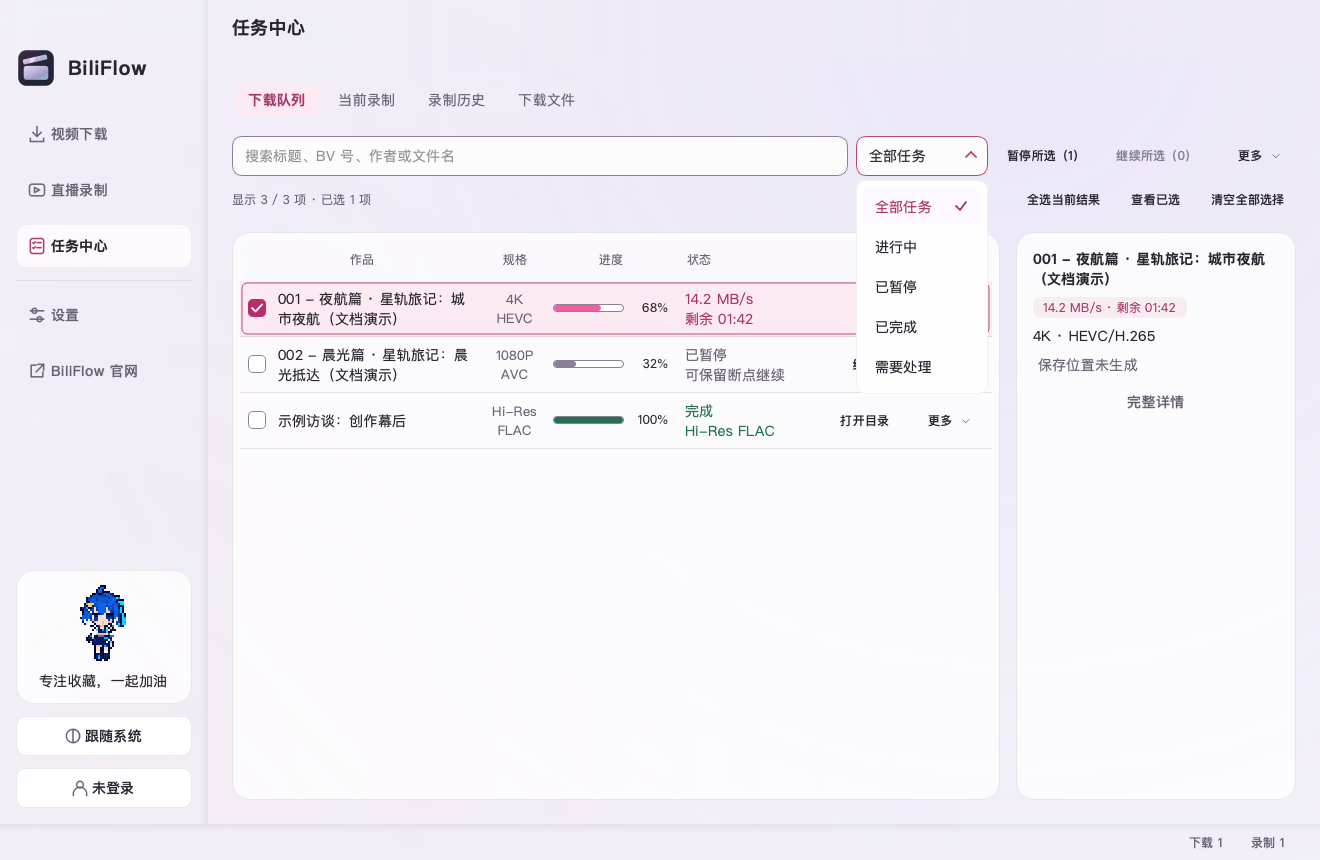 任务中心
BiliFlow
视频下载
直播录制
任务中心
设置
BiliFlow 官网
专注收藏，一起加油
跟随系统
未登录
下载队列
当前录制
录制历史
下载文件
搜索标题、BV 号、作者或文件名
全部任务
暂停所选（1）
继续所选（0）
更多
显示 3 / 3 项 · 已选 1 项
全选当前结果
查看已选
清空全部选择
全部任务
进行中
已暂停
已完成
需要处理
作品
规格
进度
状态
001 – 夜航篇 · 星轨旅记：城
市夜航（文档演示）
4K
HEVC
68%
14.2 MB/s
剩余 01:42
002 – 晨光篇 · 星轨旅记：晨
光抵达（文档演示）
1080P
AVC
32%
已暂停
可保留断点继续
示例访谈：创作幕后
Hi–Res
FLAC
100%
完成
Hi–Res FLAC
打开目录
更多
001 – 夜航篇 · 星轨旅记：城市夜航
（文档演示）
14.2 MB/s · 剩余 01:42
4K · HEVC/H.265
保存位置未生成
完整详情
下载 1
录制 1